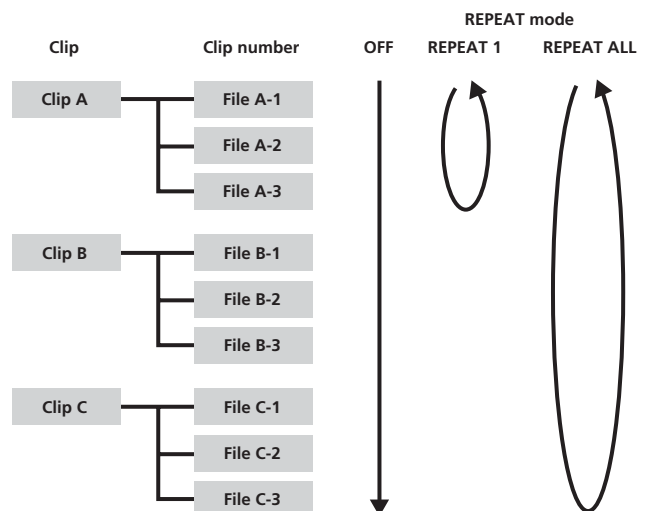 REPEAT mode
Clip Clip number OFF REPEAT 1 REPEAT ALL
Clip A File A-1
File A-2
File A-3
Clip B File B-1
File B-2
File B-3
Clip C File C-1
File C-2
File C-3